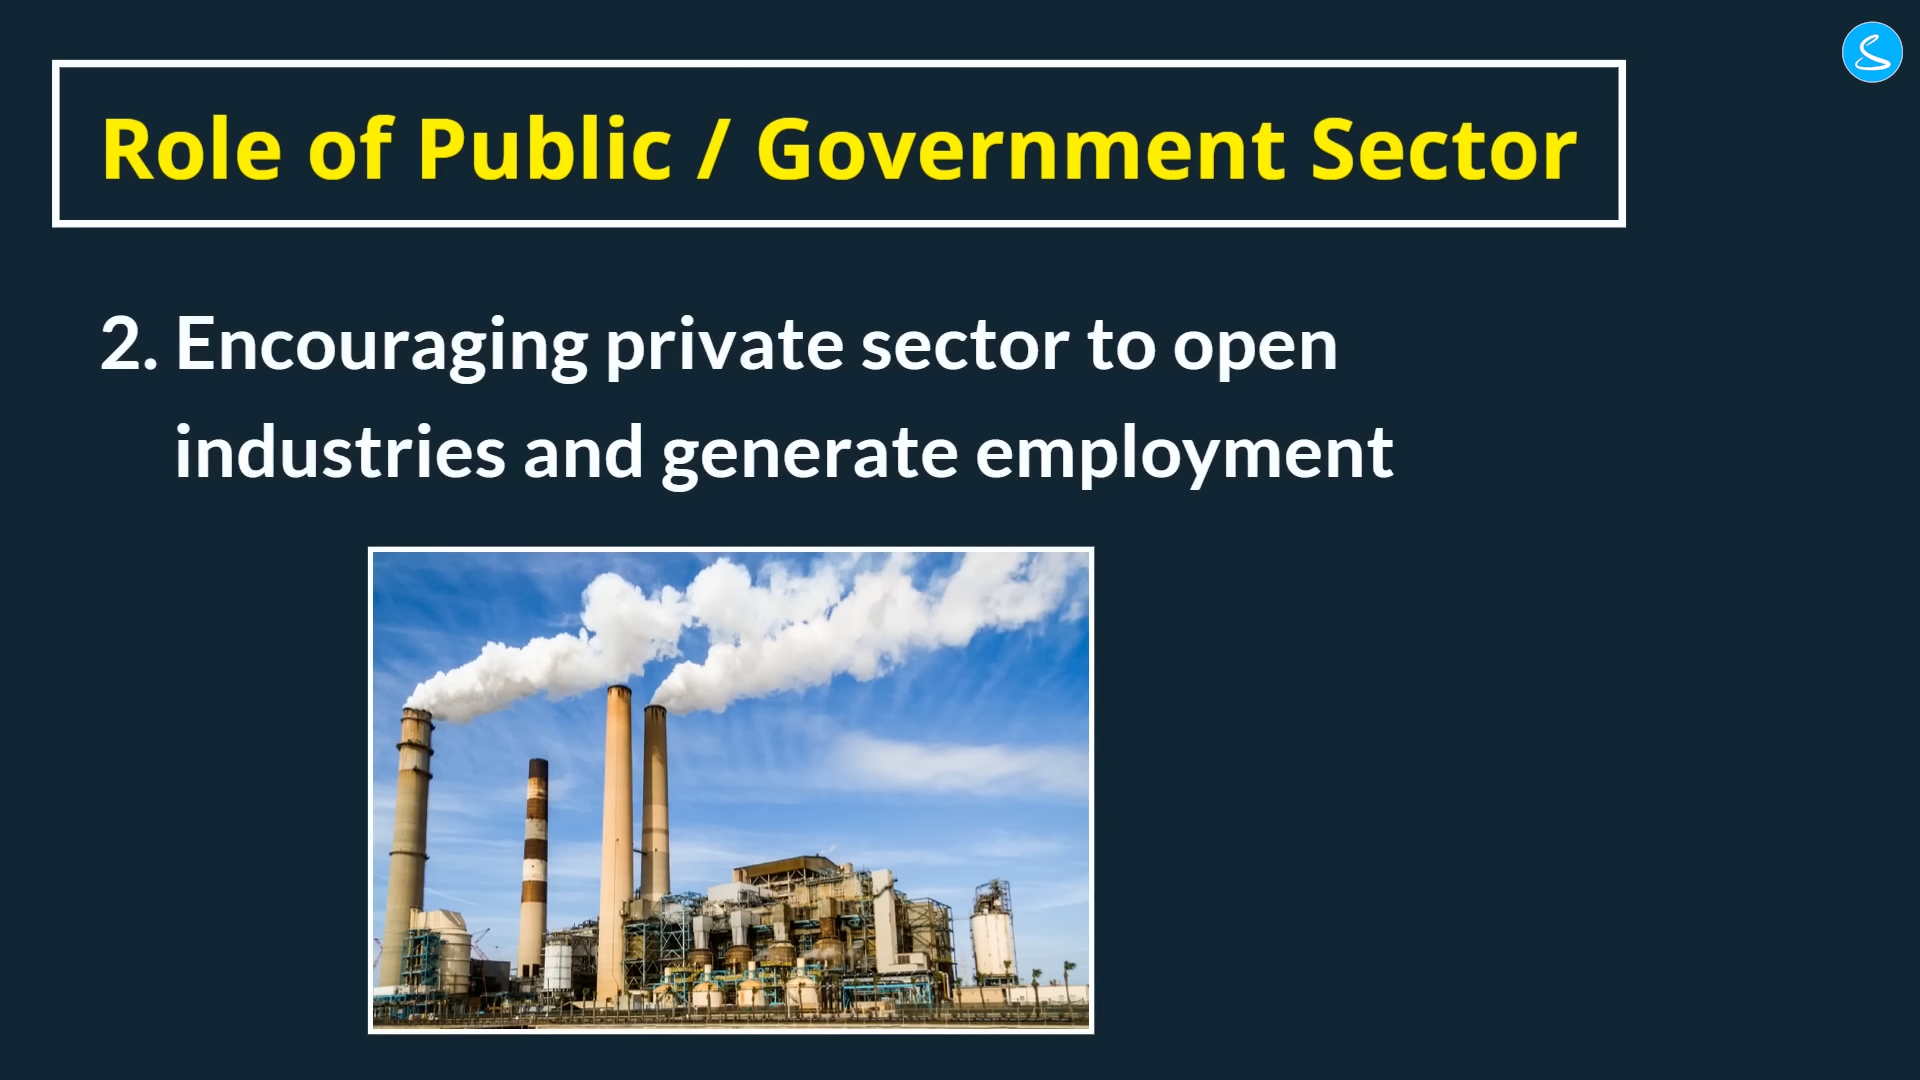 Role of Public / Government Sector
2. Encouraging private sector to open
industries and generate employment